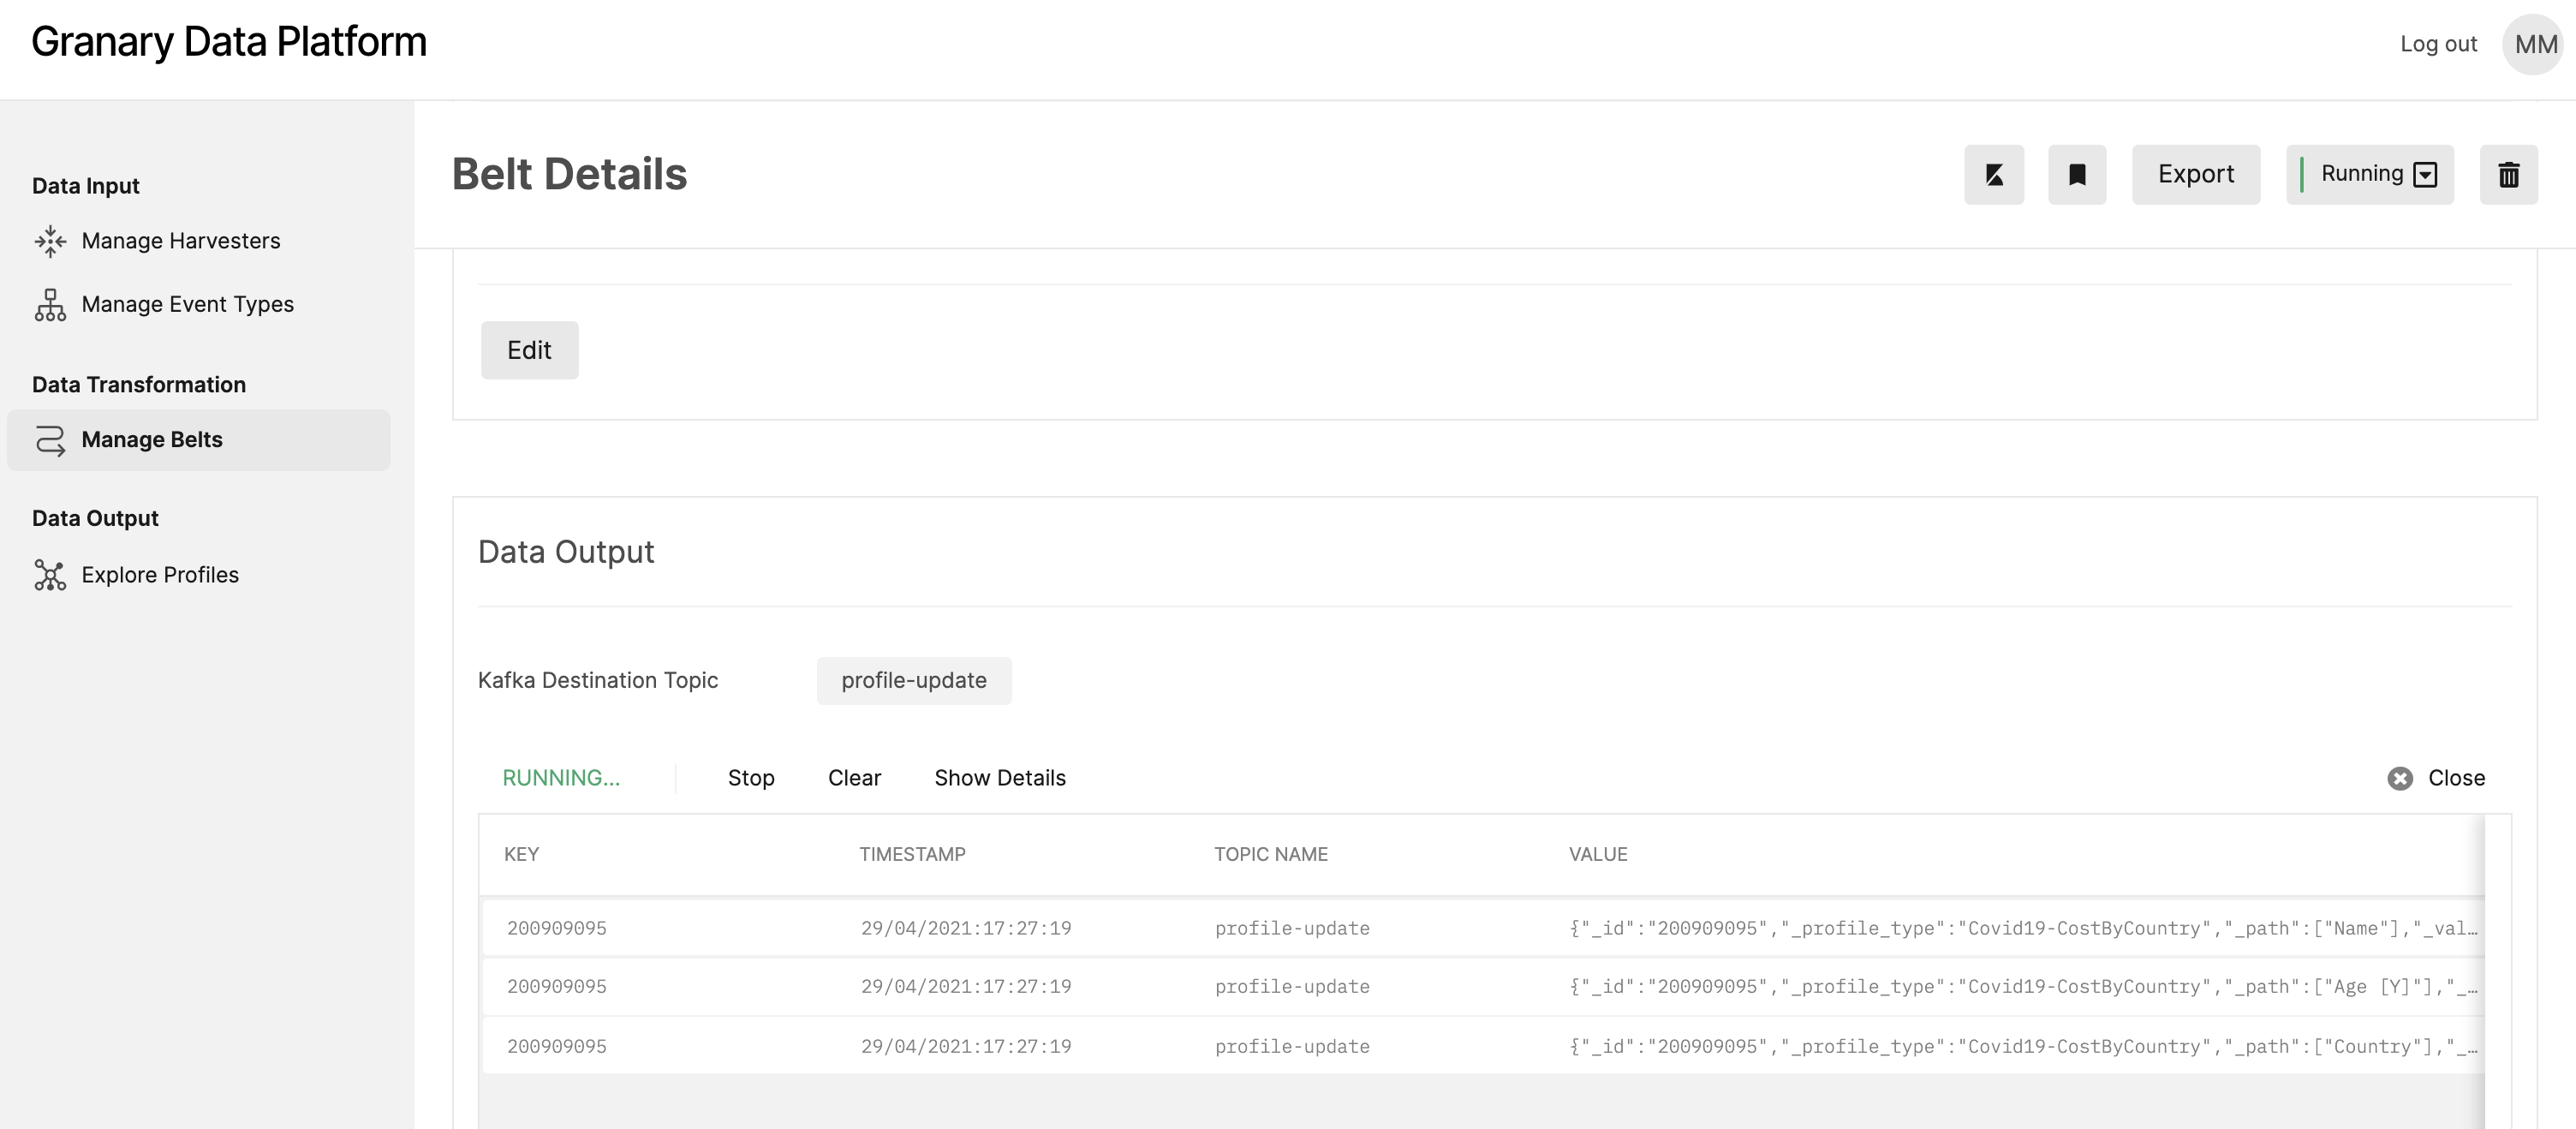 Granary Data Platform
Log out MM
Data Input
Manage Harvesters
Manage Event Types
Data Transformation
Manage Belts
Data Output
Explore Profiles
Belt Details
Export Running
Edit
Data Output
Kafka Destination Topic profile-update
RUNNING... Stop Clear Show Details Close
KEY TIMESTAMP TOPIC NAME VALUE
200909095 29/04/2021:17:27:19 profile-update {"_id":"200909095","_profile_type":"Covid19-CostByCountry","_path":["Name"],"_val…
200909095 29/04/2021:17:27:19 profile-update {"_id":"200909095","_profile_type":"Covid19-CostByCountry","_path":["Age [Y]"],"_…
200909095 29/04/2021:17:27:19 profile-update {"_id":"200909095","_profile_type":"Covid19-CostByCountry","_path":["Country"],"_…